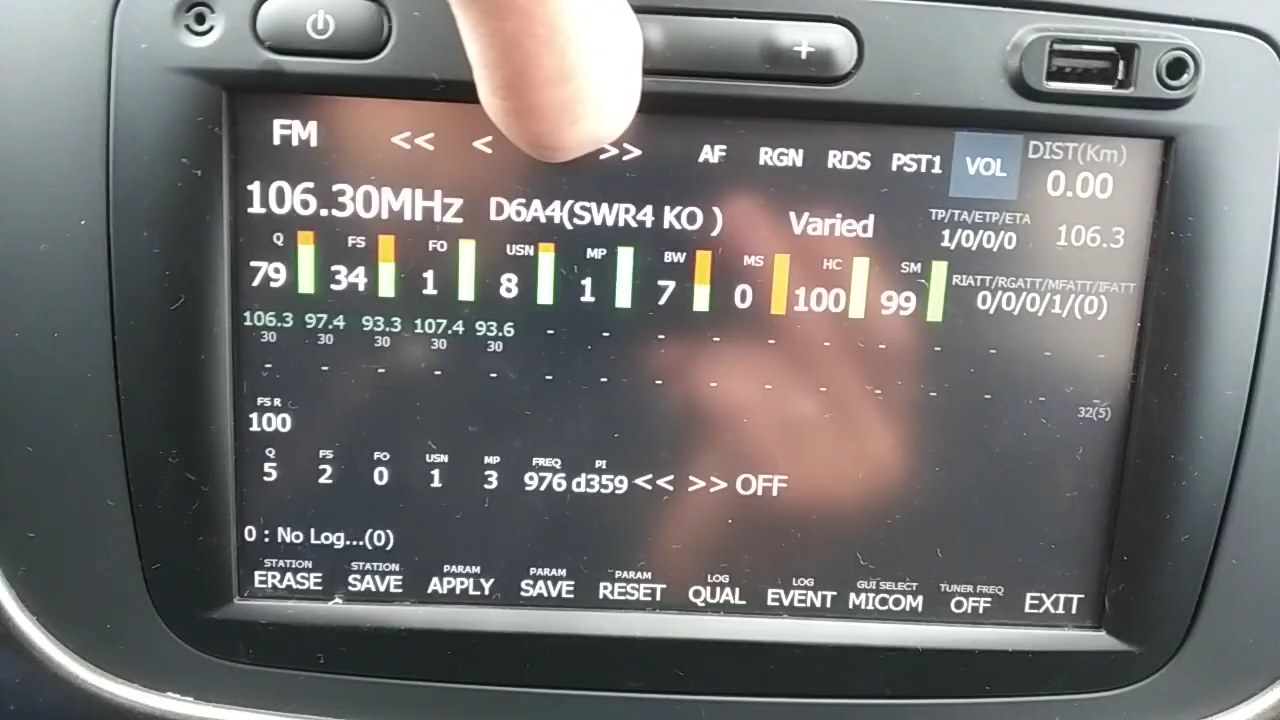 +
FM << < >> AF RGN RDS PST1 VOL DIST(Km)
0.00
106.30MHz D6A4(SWR4 KO ) Varied TP/TA/ETP/ETA
1/0/0/0 106.3
Q FS FO USN MP BW MS HC SM RIATT/RGATT/MFATT/IFATT
79 34 1 8 1 7 0 100 99 0/0/0/1/(0)
106.3 97.4 93.3 107.4 93.6 - - - - - - - - - - -
30 30 30 30 30
- - - - - - - - - - - - - - - -
32(5)
FS R
100
Q FS FO USN MP FREQ PI
5 2 0 1 3 976 d359 << >> OFF
0 : No Log...(0)
STATION STATION PARAM PARAM PARAM LOG LOG GUI SELECT TUNER FREQ
ERASE SAVE APPLY SAVE RESET QUAL EVENT MICOM OFF EXIT